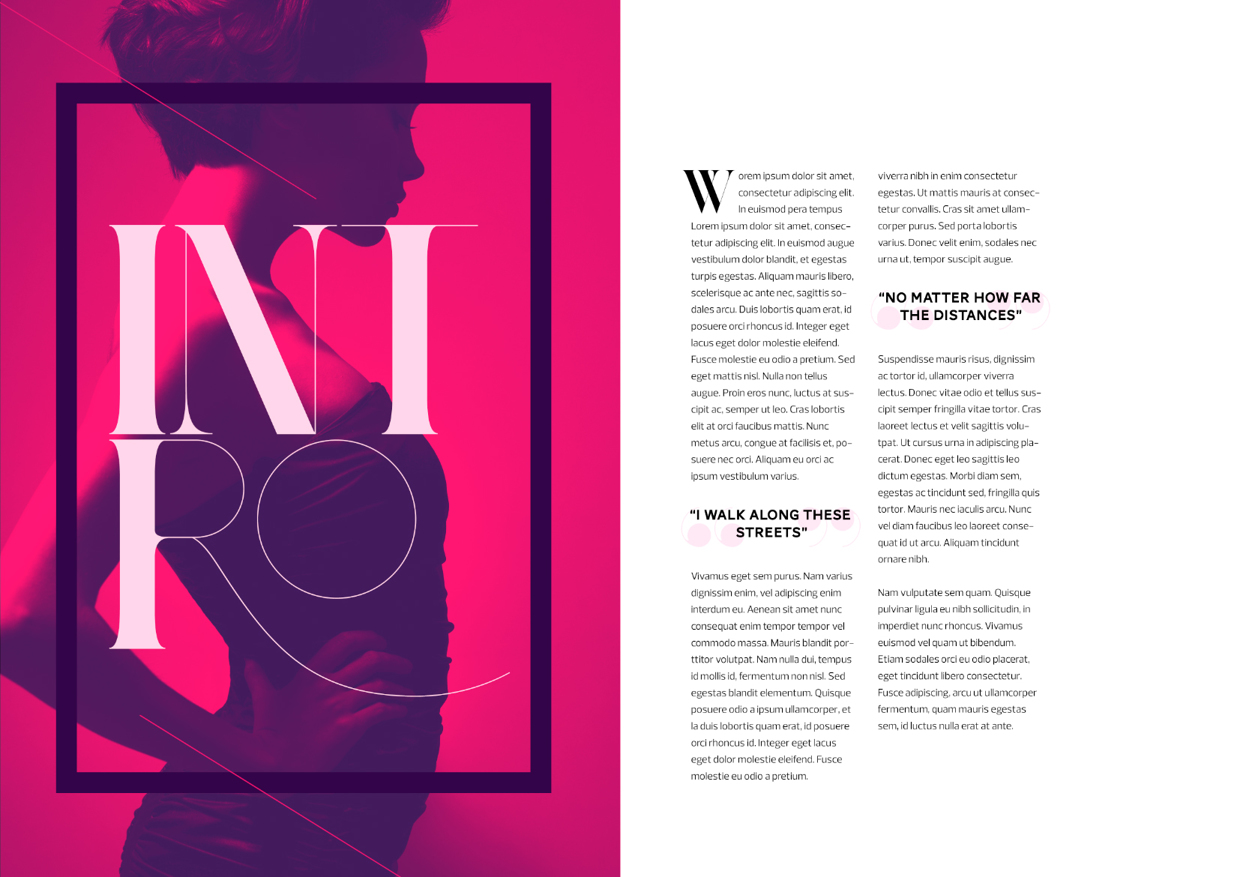 INT
RO
Worem ipsum dolor sit amet,
consectetur adipiscing elit.
In euismod pera tempus
Lorem ipsum dolor sit amet, consec-
tetur adipiscing elit. In euismod augue
vestibulum dolor blandit, et egestas
turpis egestas. Aliquam mauris libero,
scelerisque ac ante nec, sagittis so-
dales arcu. Duis lobortis quam erat, id
posuere orci rhoncus id. Integer eget
lacus eget dolor molestie eleifend.
Fusce molestie eu odio a pretium. Sed
eget mattis nisl. Nulla non tellus
augue. Proin eros nunc, luctus at sus-
cipit ac, semper ut leo. Cras lobortis
elit at orci faucibus mattis. Nunc
metus arcu, congue at facilisis et, po-
suere nec orci. Aliquam eu orci ac
ipsum vestibulum varius.
“I WALK ALONG THESE
STREETS”
Vivamus eget sem purus. Nam varius
dignissim enim, vel adipiscing enim
interdum eu. Aenean sit amet nunc
consequat enim tempor tempor vel
commodo massa. Mauris blandit por-
ttitor volutpat. Nam nulla dui, tempus
id mollis id, fermentum non nisl. Sed
egestas blandit elementum. Quisque
posuere odio a ipsum ullamcorper, et
la duis lobortis quam erat, id posuere
orci rhoncus id. Integer eget lacus
eget dolor molestie eleifend. Fusce
molestie eu odio a pretium.
viverra nibh in enim consectetur
egestas. Ut mattis mauris at consec-
tetur convallis. Cras sit amet ullam-
corper purus. Sed porta lobortis
varius. Donec velit enim, sodales nec
urna ut, tempor suscipit augue.
“NO MATTER HOW FAR
THE DISTANCES”
Suspendisse mauris risus, dignissim
ac tortor id, ullamcorper viverra
lectus. Donec vitae odio et tellus sus-
cipit semper fringilla vitae tortor. Cras
laoreet lectus et velit sagittis volu-
tpat. Ut cursus urna in adipiscing pla-
cerat. Donec eget leo sagittis leo
dictum egestas. Morbi diam sem,
egestas ac tincidunt sed, fringilla quis
tortor. Mauris nec iaculis arcu. Nunc
vel diam faucibus leo laoreet conse-
quat id ut arcu. Aliquam tincidunt
ornare nibh.
Nam vulputate sem quam. Quisque
pulvinar ligula eu nibh sollicitudin, in
imperdiet nunc rhoncus. Vivamus
euismod vel quam ut bibendum.
Etiam sodales orci eu odio placerat,
eget tincidunt libero consectetur.
Fusce adipiscing, arcu ut ullamcorper
fermentum, quam mauris egestas
sem, id luctus nulla erat at ante.